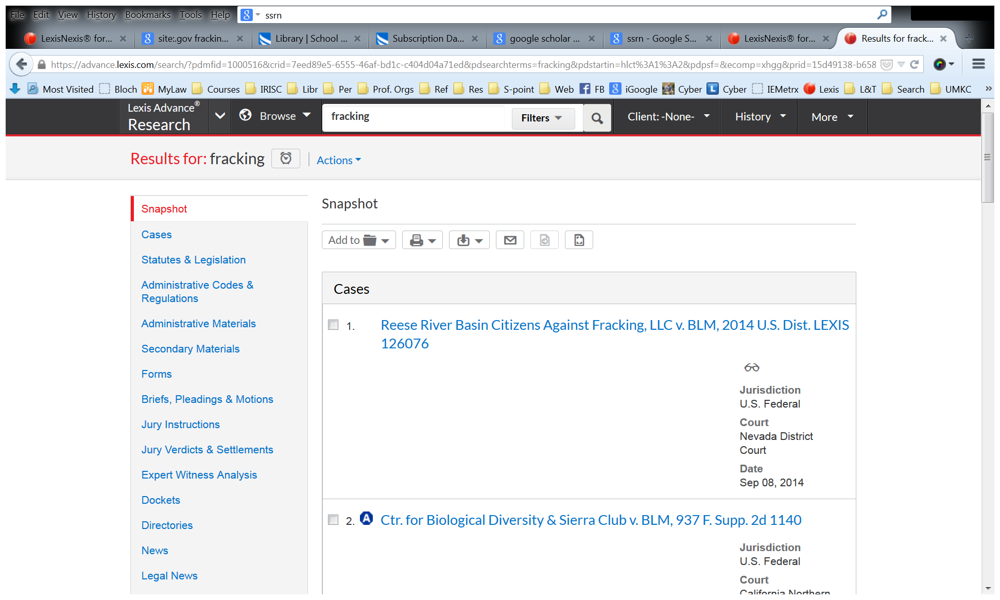 File Edit View History Bookmarks Tools Help ssrn
LexisNexis® for... site:.gov frackin... Library | School ... Subscription Da... google scholar ... ssrn - Google S... LexisNexis® for... Results for frack...
https://advance.lexis.com/search/?pdmfid=1000516&crid=7eed89e5-6555-46af-bd1c-c404d04a71ed&pdsearchterms=fracking&pdstartin=hlct%3A1%3A2&pdpsf=&ecomp=xhgg&prid=15d49138-b658
Most Visited Bloch MyLaw Courses IRISC Libr Per Prof. Orgs Ref Res S-point Web FB iGoogle Cyber Cyber IEMetrx Lexis L&T Search UMKC »
Lexis Advance®
Research
Browse fracking Filters Client: -None- History More
Results for: fracking Actions
Snapshot
Cases
Statutes & Legislation
Administrative Codes &
Regulations
Administrative Materials
Secondary Materials
Forms
Briefs, Pleadings & Motions
Jury Instructions
Jury Verdicts & Settlements
Expert Witness Analysis
Dockets
Directories
News
Legal News
Snapshot
Add to
Cases
1. Reese River Basin Citizens Against Fracking, LLC v. BLM, 2014 U.S. Dist. LEXIS
126076
Jurisdiction
U.S. Federal
Court
Nevada District
Court
Date
Sep 08, 2014
2. A Ctr. for Biological Diversity & Sierra Club v. BLM, 937 F. Supp. 2d 1140
Jurisdiction
U.S. Federal
Court
California Northern